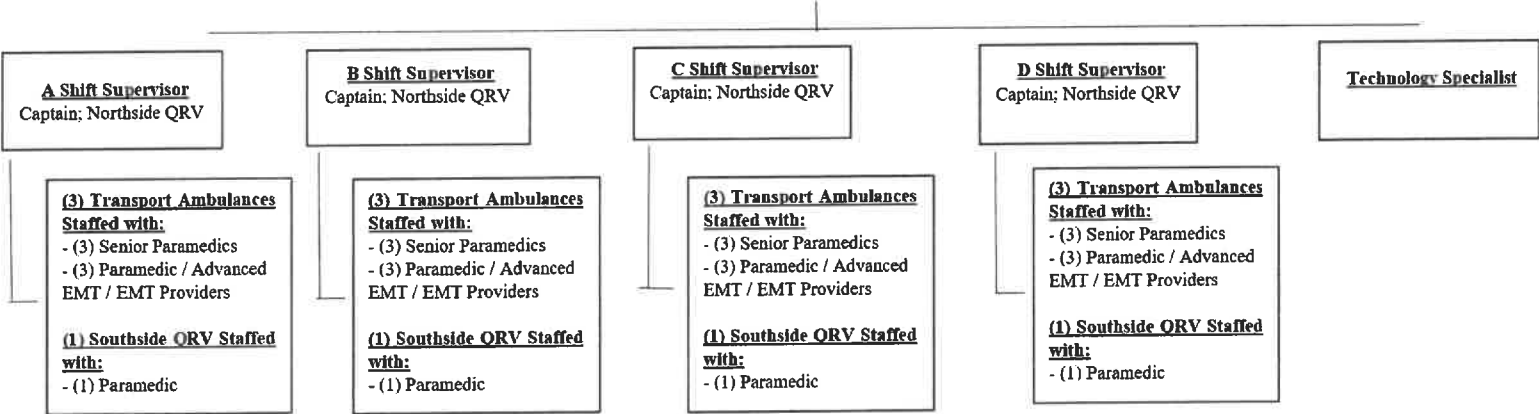 A Shift Supervisor
Captain; Northside QRV
B Shift Supervisor
Captain; Northside QRV
C Shift Supervisor
Captain; Northside QRV
D Shift Supervisor
Captain; Northside QRV
Technology Specialist
(3) Transport Ambulances
Staffed with:
- (3) Senior Paramedics
- (3) Paramedic / Advanced
EMT / EMT Providers
(1) Southside QRV Staffed
with:
- (1) Paramedic
(3) Transport Ambulances
Staffed with:
- (3) Senior Paramedics
- (3) Paramedic / Advanced
EMT / EMT Providers
(1) Southside QRV Staffed
with:
- (1) Paramedic
(3) Transport Ambulances
Staffed with:
- (3) Senior Paramedics
- (3) Paramedic / Advanced
EMT / EMT Providers
(1) Southside QRV Staffed
with:
- (1) Paramedic
(3) Transport Ambulances
Staffed with:
- (3) Senior Paramedics
- (3) Paramedic / Advanced
EMT / EMT Providers
(1) Southside QRV Staffed
with:
- (1) Paramedic